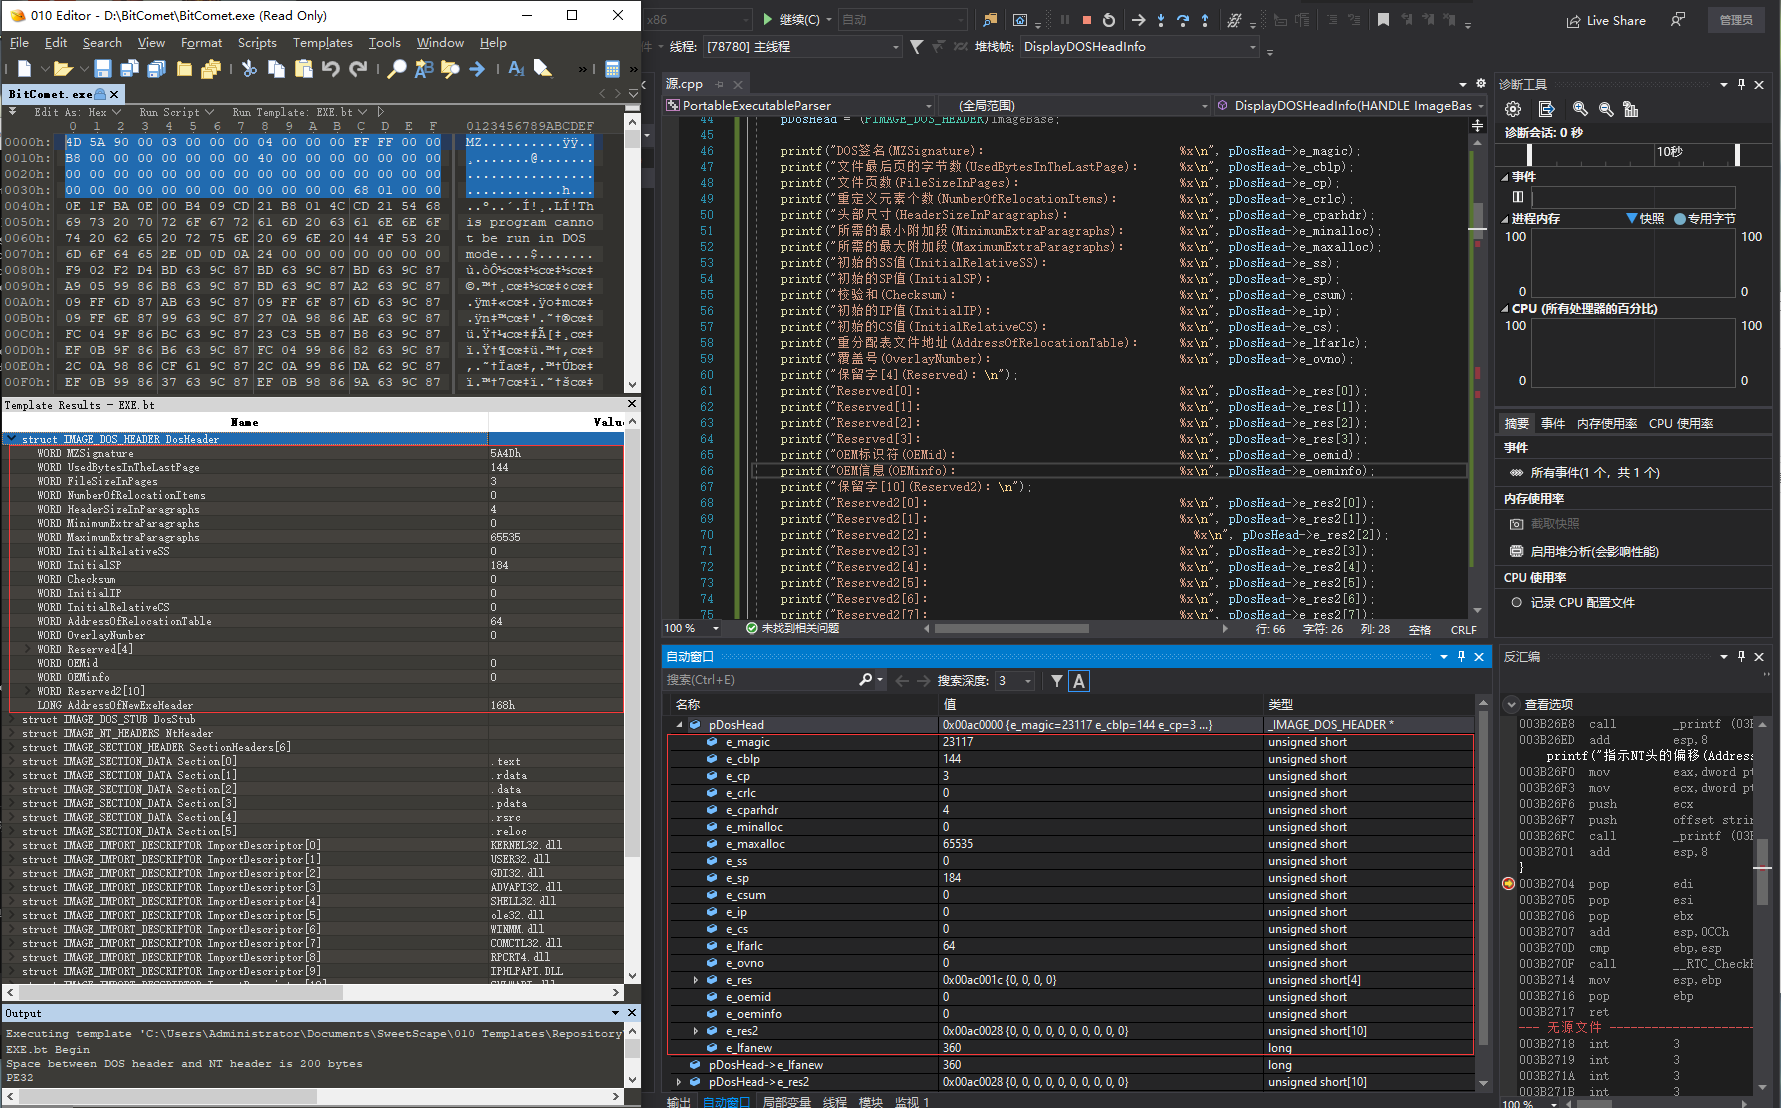 010 Editor - D:\BitComet\BitComet.exe (Read Only)
File Edit Search View Format Scripts Templates Tools Window Help
BitComet.exe
Edit As: Hex Run Script Run Template: EXE.bt
0 1 2 3 4 5 6 7 8 9 A B C D E F 0123456789ABCDEF
0000h: 4D 5A 90 00 03 00 00 00 04 00 00 00 FF FF 00 00 MZ..........ÿÿ..
0010h: B8 00 00 00 00 00 00 00 40 00 00 00 00 00 00 00 ¸.......@.......
0020h: 00 00 00 00 00 00 00 00 00 00 00 00 00 00 00 00 ................
0030h: 00 00 00 00 00 00 00 00 00 00 00 00 68 01 00 00 ............h...
0040h: 0E 1F BA 0E 00 B4 09 CD 21 B8 01 4C CD 21 54 68 ..º..´.Í!¸.LÍ!Th
0050h: 69 73 20 70 72 6F 67 72 61 6D 20 63 61 6E 6E 6F is program canno
0060h: 74 20 62 65 20 72 75 6E 20 69 6E 20 44 4F 53 20 t be run in DOS
0070h: 6D 6F 64 65 2E 0D 0D 0A 24 00 00 00 00 00 00 00 mode....$.......
0080h: F9 02 F2 D4 BD 63 9C 87 BD 63 9C 87 BD 63 9C 87 ù.òÔ½cœ‡½cœ‡½cœ‡
0090h: A9 05 99 86 B8 63 9C 87 BD 63 9C 87 A2 63 9C 87
00A0h: 09 FF 6D 87 AB 63 9C 87 09 FF 6F 87 6D 63 9C 87
00B0h: 09 FF 6E 87 99 63 9C 87 27 0A 98 86 AE 63 9C 87
00C0h: FC 04 9F 86 BC 63 9C 87 23 C3 5B 87 B8 63 9C 87
00D0h: EF 0B 9F 86 B6 63 9C 87 FC 04 99 86 82 63 9C 87
00E0h: 2C 0A 98 86 CF 61 9C 87 2C 0A 99 86 DA 62 9C 87
00F0h: EF 0B 99 86 37 63 9C 87 EF 0B 98 86 9A 63 9C 87
Template Results - EXE.bt
Name Value
struct IMAGE_DOS_HEADER DosHeader
WORD MZSignature 5A4Dh
WORD UsedBytesInTheLastPage 144
WORD FileSizeInPages 3
WORD NumberOfRelocationItems 0
WORD HeaderSizeInParagraphs 4
WORD MinimumExtraParagraphs 0
WORD MaximumExtraParagraphs 65535
WORD InitialRelativeSS 0
WORD InitialSP 184
WORD Checksum 0
WORD InitialIP 0
WORD InitialRelativeCS 0
WORD AddressOfRelocationTable 64
WORD OverlayNumber 0
WORD Reserved[4]
WORD OEMid 0
WORD OEMinfo 0
WORD Reserved2[10]
LONG AddressOfNewExeHeader 168h
struct IMAGE_DOS_STUB DosStub
struct IMAGE_NT_HEADERS NtHeader
struct IMAGE_SECTION_HEADER SectionHeaders[6]
struct IMAGE_SECTION_DATA Section[0] .text
struct IMAGE_SECTION_DATA Section[1] .rdata
struct IMAGE_SECTION_DATA Section[2] .data
struct IMAGE_SECTION_DATA Section[3] .pdata
struct IMAGE_SECTION_DATA Section[4] .rsrc
struct IMAGE_SECTION_DATA Section[5] .reloc
struct IMAGE_IMPORT_DESCRIPTOR ImportDescriptor[0] KERNEL32.dll
struct IMAGE_IMPORT_DESCRIPTOR ImportDescriptor[1] USER32.dll
struct IMAGE_IMPORT_DESCRIPTOR ImportDescriptor[2] GDI32.dll
struct IMAGE_IMPORT_DESCRIPTOR ImportDescriptor[3] ADVAPI32.dll
struct IMAGE_IMPORT_DESCRIPTOR ImportDescriptor[4] SHELL32.dll
struct IMAGE_IMPORT_DESCRIPTOR ImportDescriptor[5] ole32.dll
struct IMAGE_IMPORT_DESCRIPTOR ImportDescriptor[6] WINMM.dll
struct IMAGE_IMPORT_DESCRIPTOR ImportDescriptor[7] COMCTL32.dll
struct IMAGE_IMPORT_DESCRIPTOR ImportDescriptor[8] RPCRT4.dll
struct IMAGE_IMPORT_DESCRIPTOR ImportDescriptor[9] IPHLPAPI.DLL
Output
Executing template 'C:\Users\Administrator\Documents\SweetScape\010 Templates\Repository
EXE.bt Begin
Space between DOS header and NT header is 200 bytes
PE32
x86 继续(C) 自动 Live Share 管理员
线程: [78780] 主线程 堆栈帧: DisplayDOSHeadInfo
源.cpp
PortableExecutableParser (全局范围) DisplayDOSHeadInfo(HANDLE ImageBas
44 pDosHead = (PIMAGE_DOS_HEADER)ImageBase;
45
46 printf("DOS签名(MZSignature): %x\n", pDosHead->e_magic);
47 printf("文件最后页的字节数(UsedBytesInTheLastPage): %x\n", pDosHead->e_cblp);
48 printf("文件页数(FileSizeInPages): %x\n", pDosHead->e_cp);
49 printf("重定义元素个数(NumberOfRelocationItems): %x\n", pDosHead->e_crlc);
50 printf("头部尺寸(HeaderSizeInParagraphs): %x\n", pDosHead->e_cparhdr);
51 printf("所需的最小附加段(MinimumExtraParagraphs): %x\n", pDosHead->e_minalloc);
52 printf("所需的最大附加段(MaximumExtraParagraphs): %x\n", pDosHead->e_maxalloc);
53 printf("初始的SS值(InitialRelativeSS): %x\n", pDosHead->e_ss);
54 printf("初始的SP值(InitialSP): %x\n", pDosHead->e_sp);
55 printf("校验和(Checksum): %x\n", pDosHead->e_csum);
56 printf("初始的IP值(InitialIP): %x\n", pDosHead->e_ip);
57 printf("初始的CS值(InitialRelativeCS): %x\n", pDosHead->e_cs);
58 printf("重分配表文件地址(AddressOfRelocationTable): %x\n", pDosHead->e_lfarlc);
59 printf("覆盖号(OverlayNumber): %x\n", pDosHead->e_ovno);
60 printf("保留字[4](Reserved): \n");
61 printf("Reserved[0]: %x\n", pDosHead->e_res[0]);
62 printf("Reserved[1]: %x\n", pDosHead->e_res[1]);
63 printf("Reserved[2]: %x\n", pDosHead->e_res[2]);
64 printf("Reserved[3]: %x\n", pDosHead->e_res[3]);
65 printf("OEM标识符(OEMid): %x\n", pDosHead->e_oemid);
66 printf("OEM信息(OEMinfo): %x\n", pDosHead->e_oeminfo);
67 printf("保留字[10](Reserved2): \n");
68 printf("Reserved2[0]: %x\n", pDosHead->e_res2[0]);
69 printf("Reserved2[1]: %x\n", pDosHead->e_res2[1]);
70 printf("Reserved2[2]: %x\n", pDosHead->e_res2[2]);
71 printf("Reserved2[3]: %x\n", pDosHead->e_res2[3]);
72 printf("Reserved2[4]: %x\n", pDosHead->e_res2[4]);
73 printf("Reserved2[5]: %x\n", pDosHead->e_res2[5]);
74 printf("Reserved2[6]: %x\n", pDosHead->e_res2[6]);
75 printf("Reserved2[7]: %x\n", pDosHead->e_res2[7]);
100 % 未找到相关问题 行: 66 字符: 26 列: 28 空格 CRLF
自动窗口
搜索(Ctrl+E) 搜索深度: 3
名称 值 类型
pDosHead 0x00ac0000 {e_magic=23117 e_cblp=144 e_cp=3 ...} _IMAGE_DOS_HEADER *
e_magic 23117 unsigned short
e_cblp 144 unsigned short
e_cp 3 unsigned short
e_crlc 0 unsigned short
e_cparhdr 4 unsigned short
e_minalloc 0 unsigned short
e_maxalloc 65535 unsigned short
e_ss 0 unsigned short
e_sp 184 unsigned short
e_csum 0 unsigned short
e_ip 0 unsigned short
e_cs 0 unsigned short
e_lfarlc 64 unsigned short
e_ovno 0 unsigned short
e_res 0x00ac001c {0, 0, 0, 0} unsigned short[4]
e_oemid 0 unsigned short
e_oeminfo 0 unsigned short
e_res2 0x00ac0028 {0, 0, 0, 0, 0, 0, 0, 0, 0, 0} unsigned short[10]
e_lfanew 360 long
pDosHead->e_lfanew 360 long
pDosHead->e_res2 0x00ac0028 {0, 0, 0, 0, 0, 0, 0, 0, 0, 0} unsigned short[10]
输出 自动窗口 局部变量 线程 模块 监视 1
诊断工具
诊断会话: 0 秒
10秒
事件
进程内存 快照 专用字节
100 100
0 0
CPU (所有处理器的百分比)
100 100
0 0
摘要 事件 内存使用率 CPU 使用率
事件
所有事件(1 个，共 1 个)
内存使用率
截取快照
启用堆分析(会影响性能)
CPU 使用率
记录 CPU 配置文件
反汇编
查看选项
003B26E8 call _printf (03B
003B26ED add esp,8
printf("指示NT头的偏移(Address
003B26F0 mov eax,dword pt
003B26F3 mov ecx,dword pt
003B26F6 push ecx
003B26F7 push offset strin
003B26FC call _printf (03B
003B2701 add esp,8
}
003B2704 pop edi
003B2705 pop esi
003B2706 pop ebx
003B2707 add esp,0CCh
003B270D cmp ebp,esp
003B270F call __RTC_CheckE
003B2714 mov esp,ebp
003B2716 pop ebp
003B2717 ret
--- 无源文件 -----------------------
003B2718 int 3
003B2719 int 3
003B271A int 3
003B271B int 3
100 %